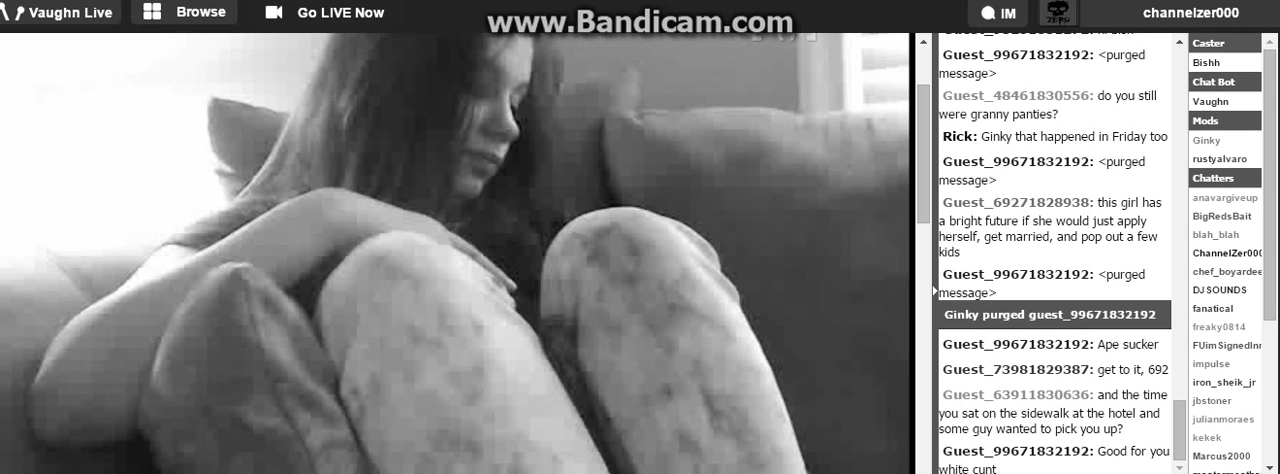 Vaughn Live
Browse
Go LIVE Now
www.Bandicam.com
IM
ZERO
channelzer000
Guest_99671832192: <purged
message>
Guest_48461830556: do you still
were granny panties?
Rick: Ginky that happened in Friday too
Guest_99671832192: <purged
message>
Guest_69271828938: this girl has
a bright future if she would just apply
herself, get married, and pop out a few
kids
Guest_99671832192: <purged
message>
Ginky purged guest_99671832192
Guest_99671832192: Ape sucker
Guest_73981829387: get to it, 692
Guest_63911830636: and the time
you sat on the sidewalk at the hotel and
some guy wanted to pick you up?
Guest_99671832192: Good for you
white cunt
Caster
Bishh
Chat Bot
Vaughn
Mods
Ginky
rustyalvaro
Chatters
anavargiveup
BigRedsBait
blah_blah
ChannelZer000
chef_boyardee
DJSOUNDS
fanatical
freaky0814
FUimSignedInn
impulse
iron_sheik_jr
jbstoner
julianmoraes
kekek
Marcus2000